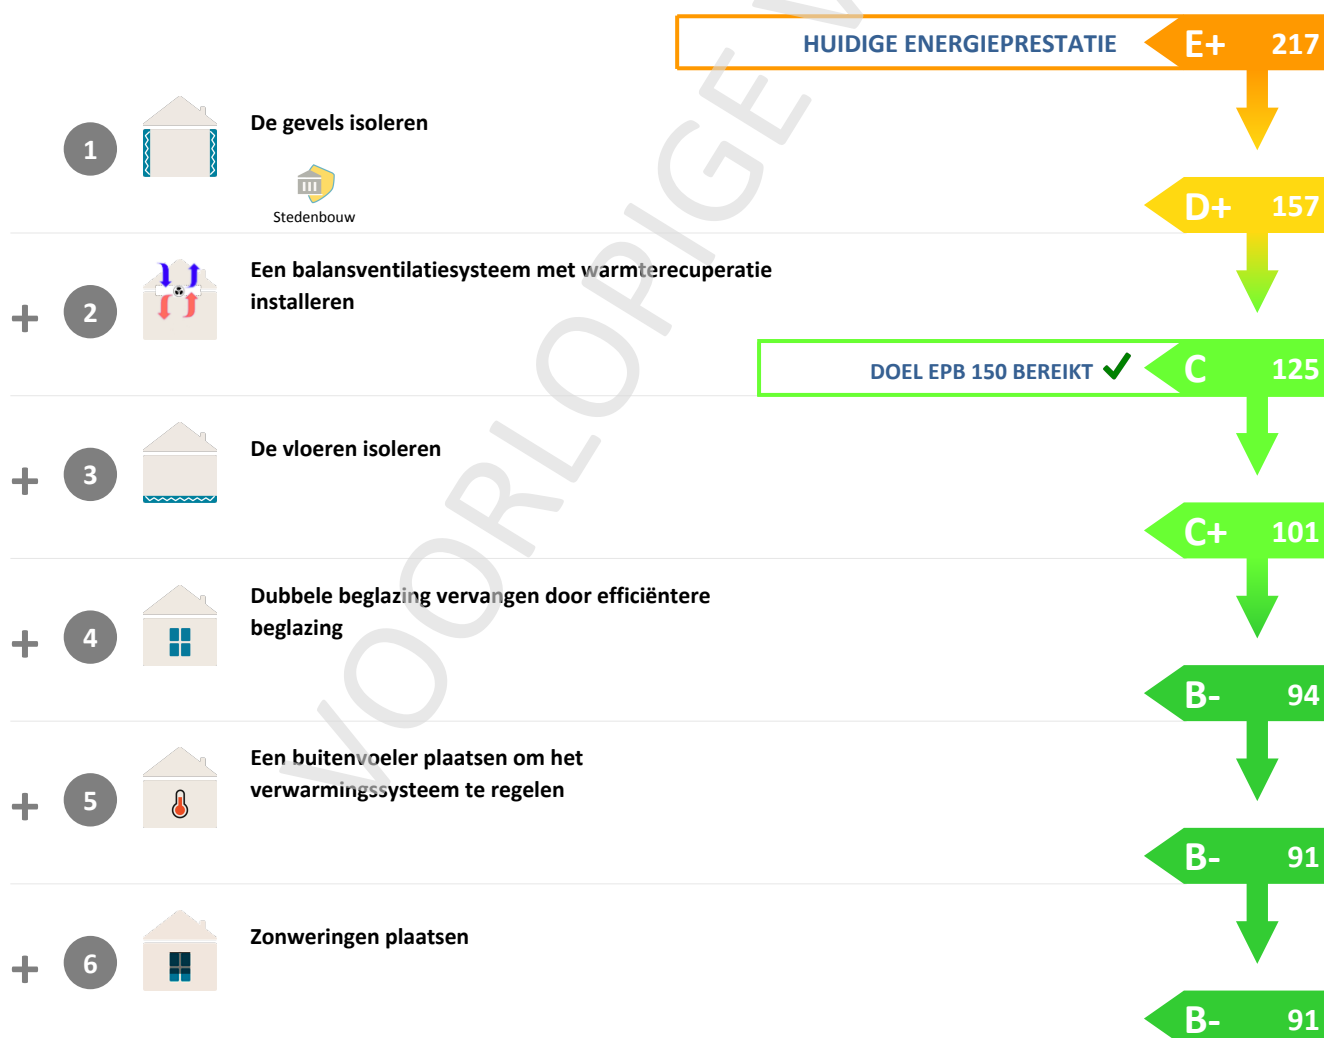 HUIDIGE ENERGIEPRESTATIE E+ 217
1 De gevels isoleren
Stedenbouw
D+ 157
+ 2 Een balansventilatiesysteem met warmterecuperatie
installeren
DOEL EPB 150 BEREIKT ✔ C 125
+ 3 De vloeren isoleren
C+ 101
+ 4 Dubbele beglazing vervangen door efficiëntere
beglazing
B- 94
+ 5 Een buitenvoeler plaatsen om het
verwarmingssysteem te regelen
B- 91
+ 6 Zonweringen plaatsen
B- 91
VOORLOPIGE